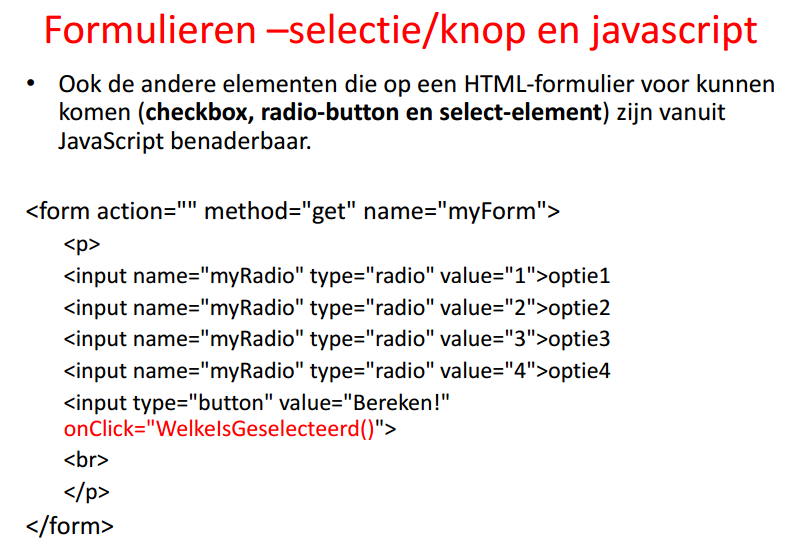 Formulieren –selectie/knop en javascript
• Ook de andere elementen die op een HTML-formulier voor kunnen
komen (checkbox, radio-button en select-element) zijn vanuit
JavaScript benaderbaar.
<form action="" method="get" name="myForm">
<p>
<input name="myRadio" type="radio" value="1">optie1
<input name="myRadio" type="radio" value="2">optie2
<input name="myRadio" type="radio" value="3">optie3
<input name="myRadio" type="radio" value="4">optie4
<input type="button" value="Bereken!"
onClick="WelkeIsGeselecteerd()">
<br>
</p>
</form>